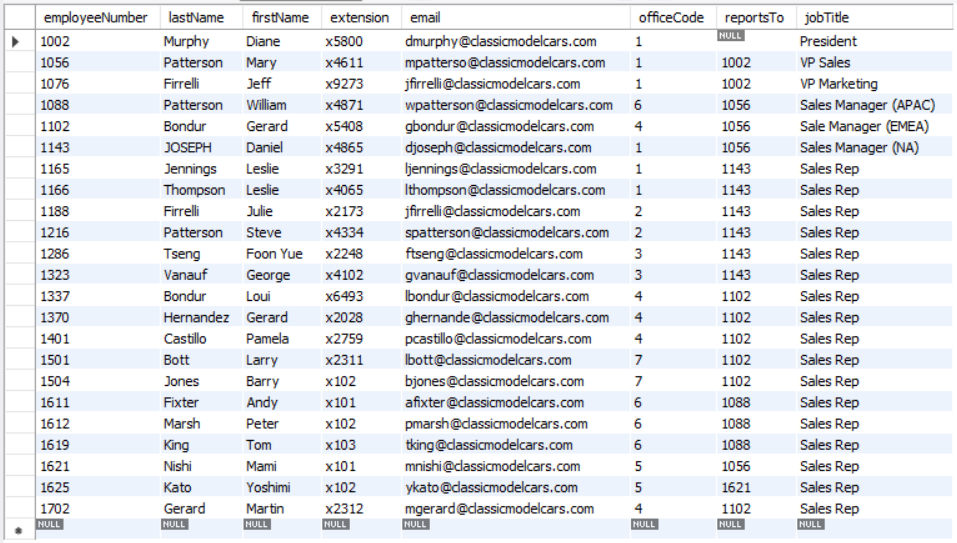 employeeNumber lastName firstName extension email officeCode reportsTo jobTitle
1002 Murphy Diane x5800 dmurphy@classicmodelcars.com 1 NULL President
1056 Patterson Mary x4611 mpatterso@classicmodelcars.com 1 1002 VP Sales
1076 Firrelli Jeff x9273 jfirrelli@classicmodelcars.com 1 1002 VP Marketing
1088 Patterson William x4871 wpatterson@classicmodelcars.com 6 1056 Sales Manager (APAC)
1102 Bondur Gerard x5408 gbondur@classicmodelcars.com 4 1056 Sale Manager (EMEA)
1143 JOSEPH Daniel x4865 djoseph@classicmodelcars.com 1 1056 Sales Manager (NA)
1165 Jennings Leslie x3291 ljennings@classicmodelcars.com 1 1143 Sales Rep
1166 Thompson Leslie x4065 lthompson@classicmodelcars.com 1 1143 Sales Rep
1188 Firrelli Julie x2173 jfirrelli@classicmodelcars.com 2 1143 Sales Rep
1216 Patterson Steve x4334 spatterson@classicmodelcars.com 2 1143 Sales Rep
1286 Tseng Foon Yue x2248 ftseng@classicmodelcars.com 3 1143 Sales Rep
1323 Vanauf George x4102 gvanauf@classicmodelcars.com 3 1143 Sales Rep
1337 Bondur Loui x6493 lbondur@classicmodelcars.com 4 1102 Sales Rep
1370 Hernandez Gerard x2028 ghernande@classicmodelcars.com 4 1102 Sales Rep
1401 Castillo Pamela x2759 pcastillo@classicmodelcars.com 4 1102 Sales Rep
1501 Bott Larry x2311 lbott@classicmodelcars.com 7 1102 Sales Rep
1504 Jones Barry x102 bjones@classicmodelcars.com 7 1102 Sales Rep
1611 Fixter Andy x101 afixter@classicmodelcars.com 6 1088 Sales Rep
1612 Marsh Peter x102 pmarsh@classicmodelcars.com 6 1088 Sales Rep
1619 King Tom x103 tking@classicmodelcars.com 6 1088 Sales Rep
1621 Nishi Mami x101 mnishi@classicmodelcars.com 5 1056 Sales Rep
1625 Kato Yoshimi x102 ykato@classicmodelcars.com 5 1621 Sales Rep
1702 Gerard Martin x2312 mgerard@classicmodelcars.com 4 1102 Sales Rep
NULL NULL NULL NULL NULL NULL NULL NULL